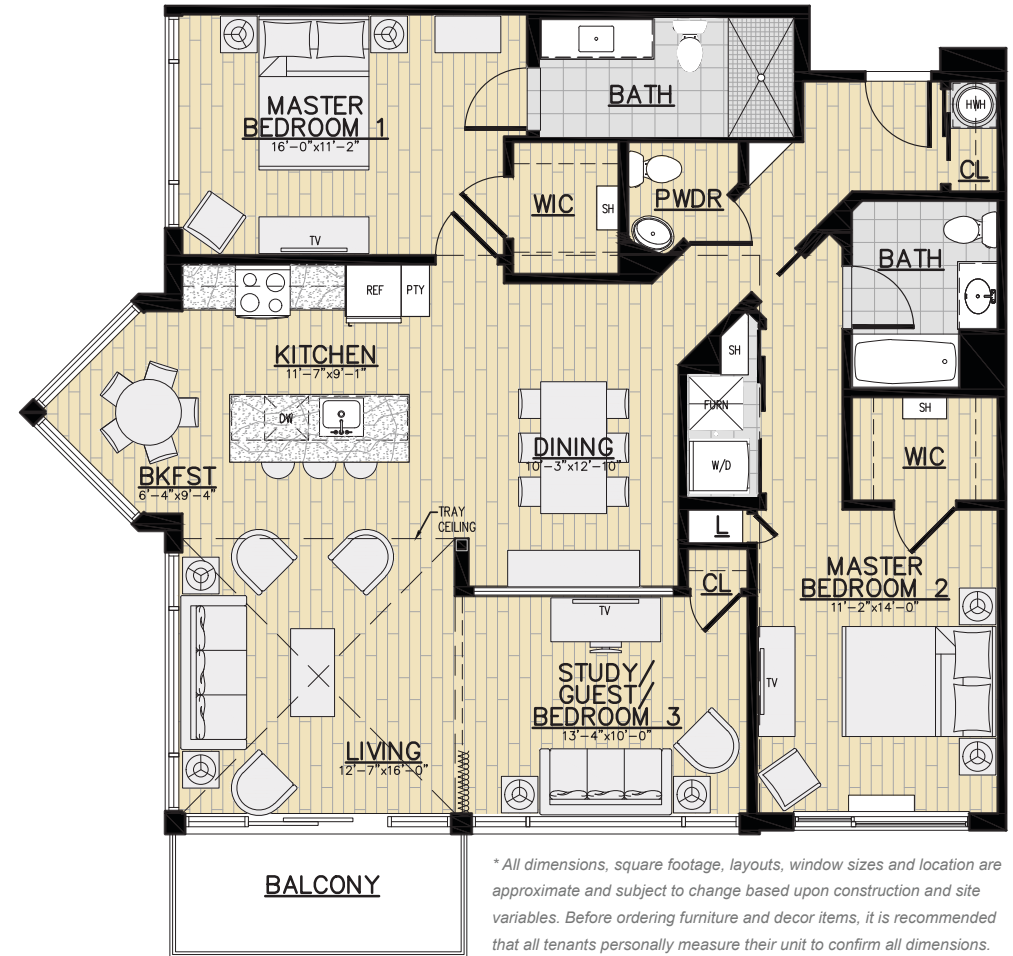 MASTER
BEDROOM 1
16'-0"x11'-2"
TV
BATH
HWH
CL
WIC
SH
PWDR
BATH
REF
PTY
KITCHEN
11'-7"x9'-1"
DW
SH
FURN
W/D
SH
WIC
DINING
10'-3"x12'-10"
BKFST
6'-4"x9'-4"
TRAY
CEILING
L
CL
MASTER
BEDROOM 2
11'-2"x14'-0"
TV
TV
STUDY/
GUEST/
BEDROOM 3
13'-4"x10'-0"
LIVING
12'-7"x16'-0"
BALCONY
* All dimensions, square footage, layouts, window sizes and location are
approximate and subject to change based upon construction and site
variables. Before ordering furniture and decor items, it is recommended
that all tenants personally measure their unit to confirm all dimensions.